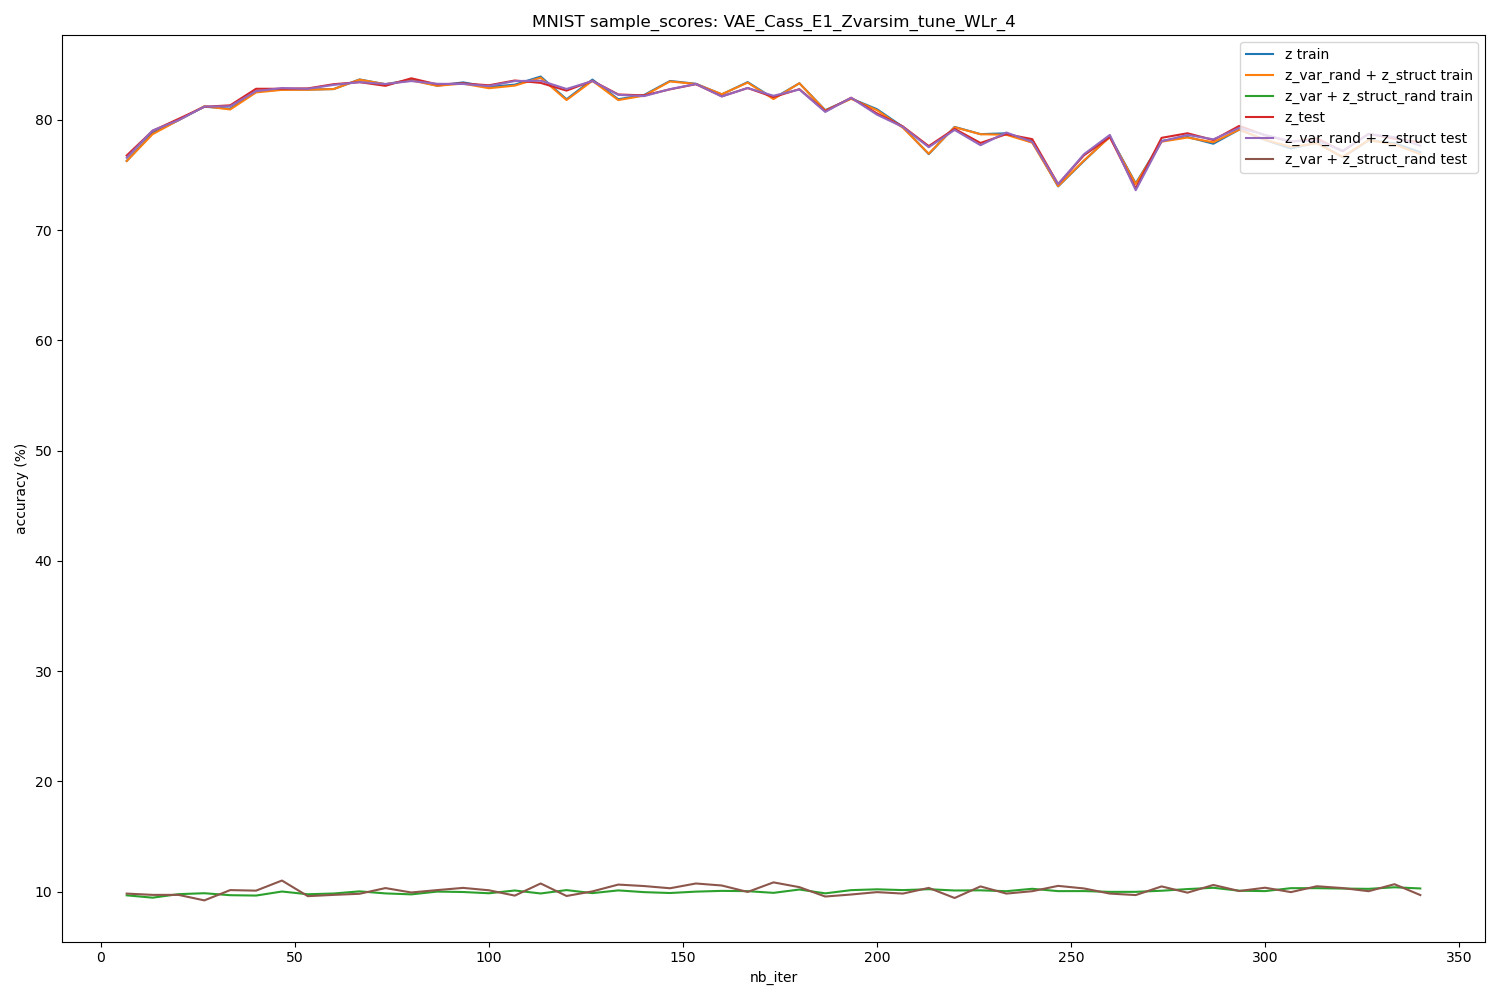 MNIST sample_scores: VAE_Cass_E1_Zvarsim_tune_WLr_4
z train
z_var_rand + z_struct train
z_var + z_struct_rand train
z_test
z_var_rand + z_struct test
z_var + z_struct_rand test
accuracy (%)
80
70
60
50
40
30
20
10
0 50 100 150 200 250 300 350
nb_iter